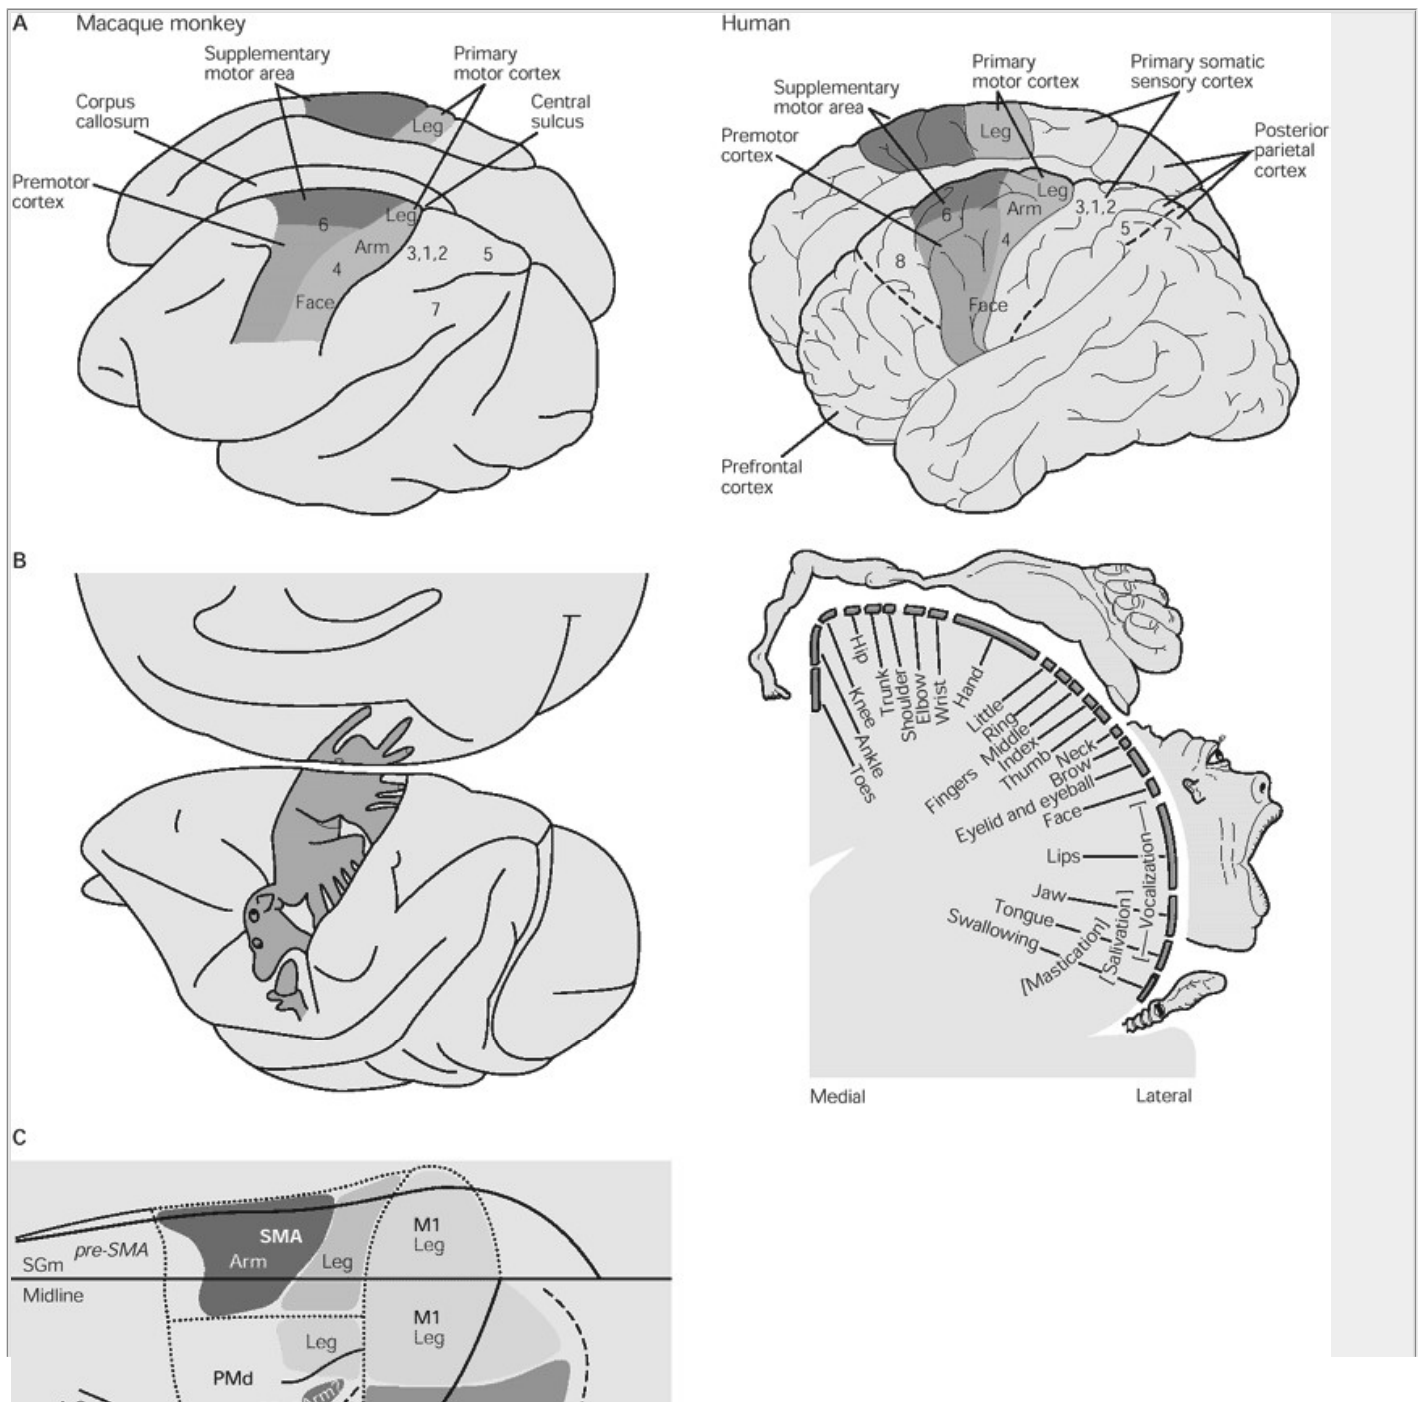 A
Macaque monkey
Supplementary
motor area
Primary
motor cortex
Corpus
callosum
Central
sulcus
Leg
Premotor
cortex
6
Leg
Arm
4
3,1,2
5
Face
7
Human
Primary
motor cortex
Primary somatic
sensory cortex
Supplementary
motor area
Premotor
cortex
Posterior
parietal
cortex
Leg
Leg
Arm
6
3,1,2
4
5
7
8
Face
Prefrontal
cortex
B
Hip
Trunk
Shoulder
Elbow
Wrist
Hand
Little
Ring
Middle
Index
Thumb
Fingers
Neck
Brow
Eyelid and eyeball
Face
Knee
Ankle
Toes
Lips
Jaw
Tongue
Swallowing
[Mastication]
[Salivation]
[Vocalization]
Medial
Lateral
C
SGm
pre-SMA
SMA
Arm
Leg
M1
Leg
Midline
Leg
M1
Leg
PMd
Arm?